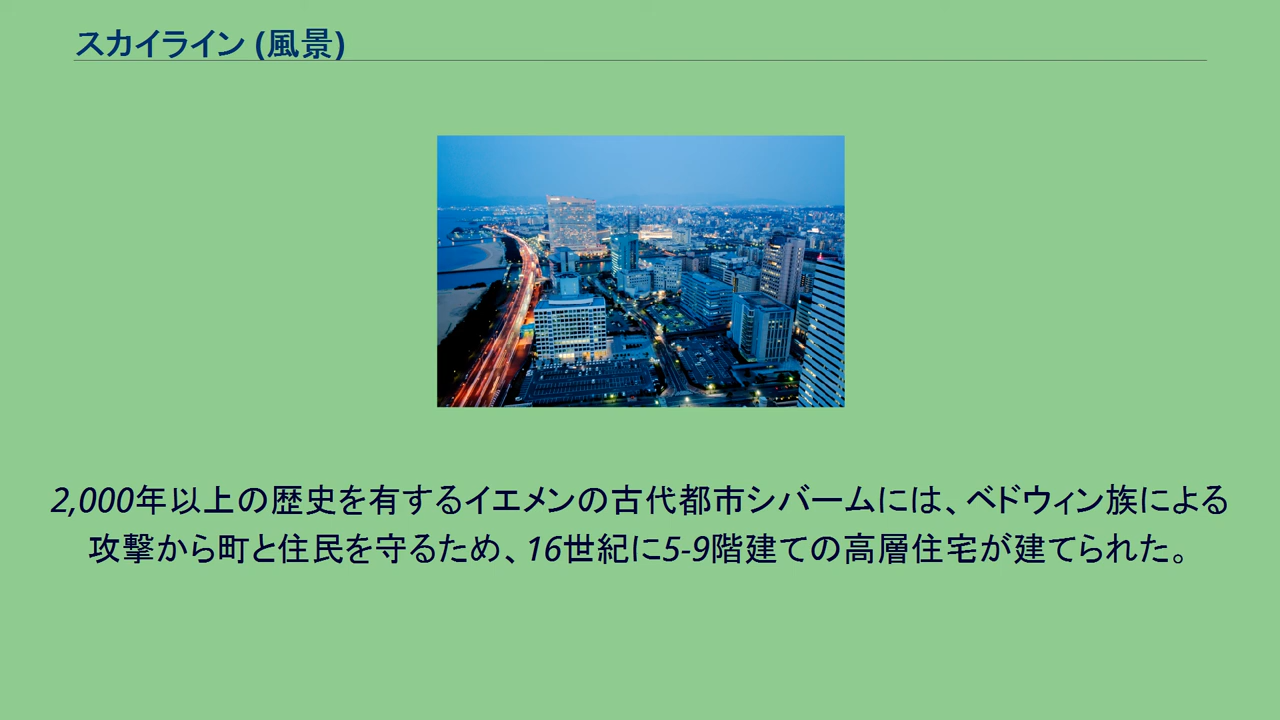 スカイライン (風景)
2,000年以上の歴史を有するイエメンの古代都市シバームには、ベドウィン族による
攻撃から町と住民を守るため、16世紀に5-9階建ての高層住宅が建てられた。